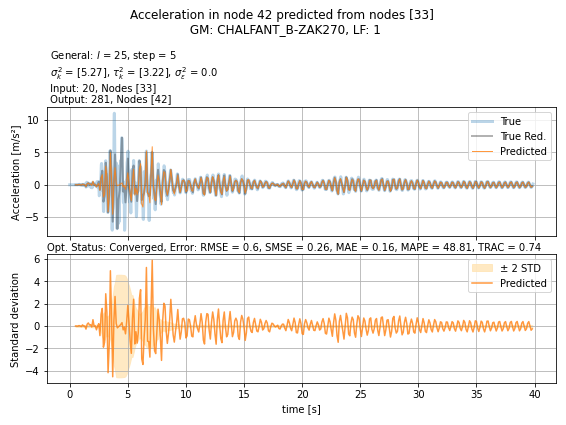 Acceleration in node 42 predicted from nodes [33]
GM: CHALFANT_B-ZAK270, LF: 1
General: l = 25, step = 5
σ²ₖ = [5.27], τ²ₖ = [3.22], σ²ε = 0.0
Input: 20, Nodes [33]
Output: 281, Nodes [42]
10
5
0
−5
Acceleration [m/s²]
True
True Red.
Predicted
Opt. Status: Converged, Error: RMSE = 0.6, SMSE = 0.26, MAE = 0.16, MAPE = 48.81, TRAC = 0.74
6
4
2
0
−2
−4
Standard deviation
± 2 STD
Predicted
0 5 10 15 20 25 30 35 40
time [s]